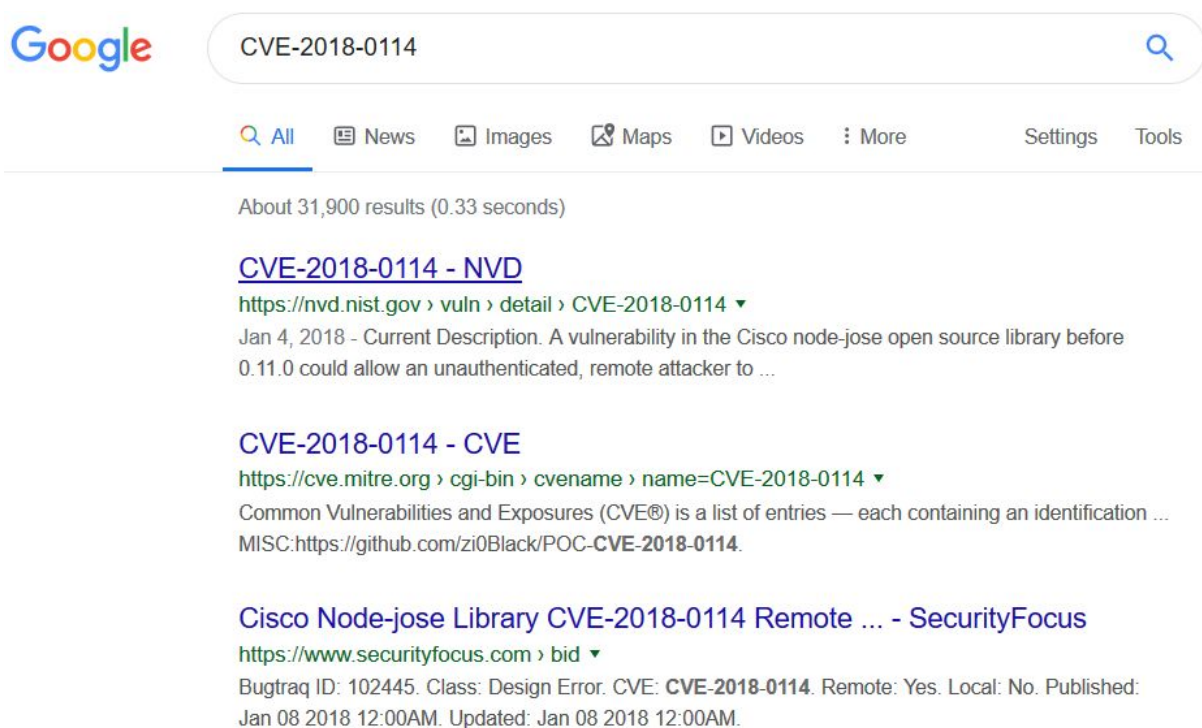 Google
CVE-2018-0114
All News Images Maps Videos More Settings Tools
About 31,900 results (0.33 seconds)
CVE-2018-0114 - NVD
https://nvd.nist.gov › vuln › detail › CVE-2018-0114 ▼
Jan 4, 2018 - Current Description. A vulnerability in the Cisco node-jose open source library before
0.11.0 could allow an unauthenticated, remote attacker to ...
CVE-2018-0114 - CVE
https://cve.mitre.org › cgi-bin › cvename › name=CVE-2018-0114 ▼
Common Vulnerabilities and Exposures (CVE®) is a list of entries — each containing an identification ...
MISC:https://github.com/zi0Black/POC-CVE-2018-0114.
Cisco Node-jose Library CVE-2018-0114 Remote ... - SecurityFocus
https://www.securityfocus.com › bid ▼
Bugtraq ID: 102445. Class: Design Error. CVE: CVE-2018-0114. Remote: Yes. Local: No. Published:
Jan 08 2018 12:00AM. Updated: Jan 08 2018 12:00AM.